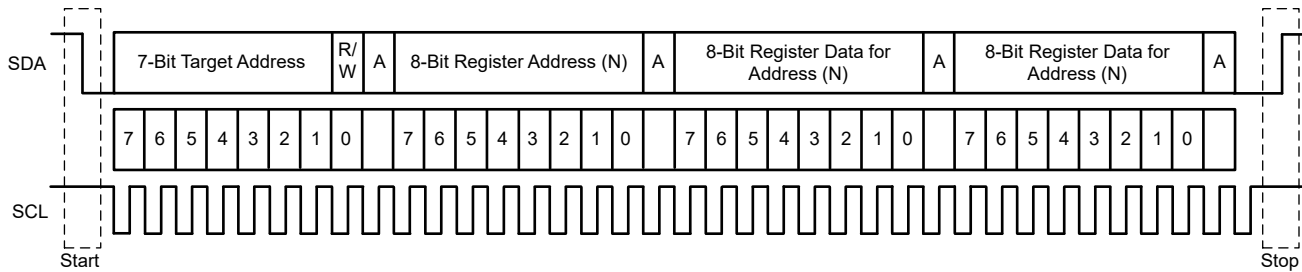 SDA
7-Bit Target Address
R/
W
A
8-Bit Register Address (N)
A
8-Bit Register Data for
Address (N)
A
8-Bit Register Data for
Address (N)
A
7 6 5 4 3 2 1 0 7 6 5 4 3 2 1 0 7 6 5 4 3 2 1 0 7 6 5 4 3 2 1 0
SCL
Start
Stop